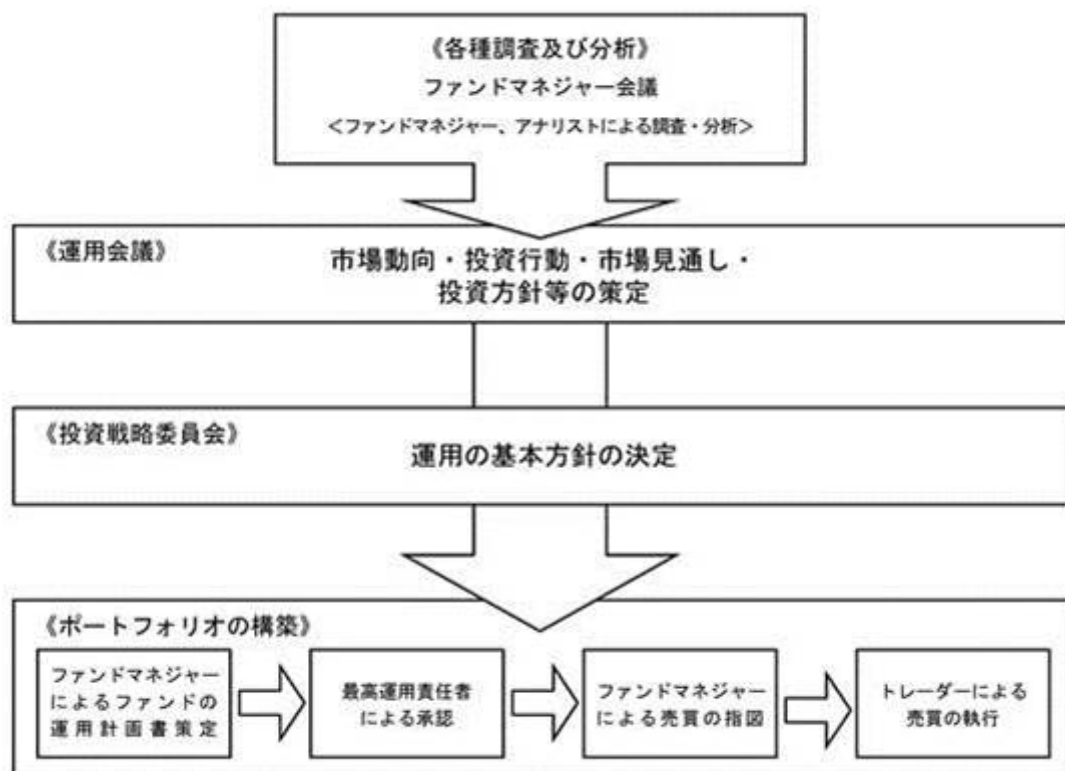 《各種調査及び分析》
ファンドマネジャー会議
＜ファンドマネジャー、アナリストによる調査・分析＞
《運用会議》
市場動向・投資行動・市場見通し・
投資方針等の策定
《投資戦略委員会》
運用の基本方針の決定
《ポートフォリオの構築》
ファンドマネジャー
によるファンドの
運用計画書策定
最高運用責任者
による承認
ファンドマネジャー
による売買の指図
トレーダーによる
売買の執行